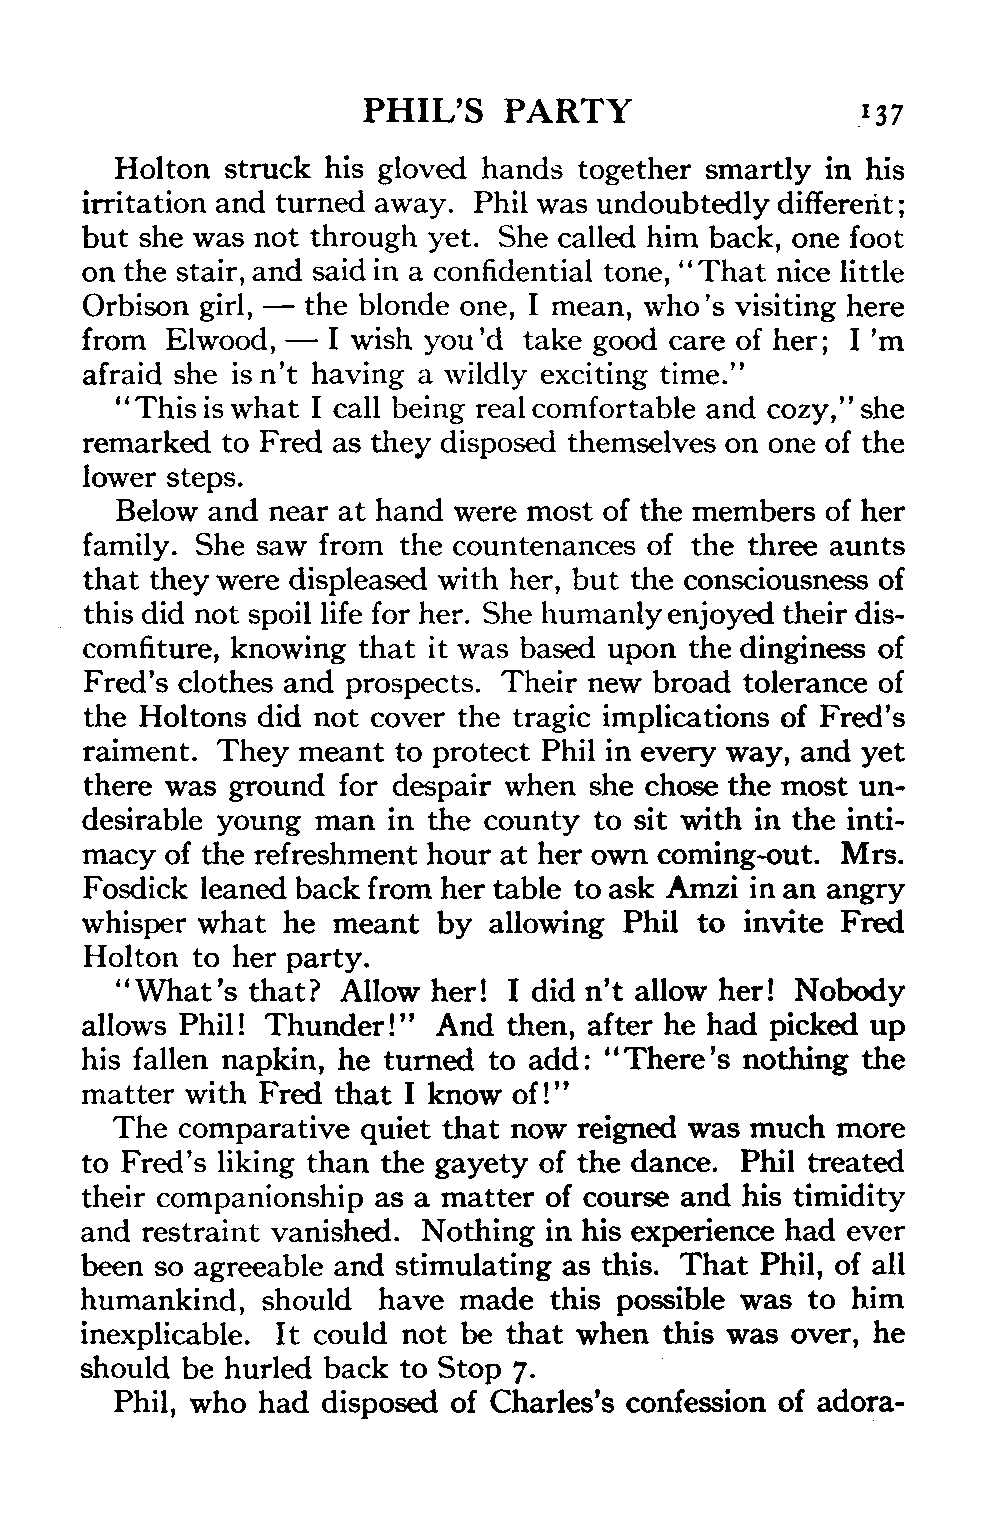 PHIL'S PARTY 137
Holton struck his gloved hands together smartly in his
irritation and turned away. Phil was undoubtedly different;
but she was not through yet. She called him back, one foot
on the stair, and said in a confidential tone, "That nice little
Orbison girl, — the blonde one, I mean, who's visiting here
from Elwood, — I wish you'd take good care of her; I'm
afraid she isn't having a wildly exciting time."
"This is what I call being real comfortable and cozy," she
remarked to Fred as they disposed themselves on one of the
lower steps.
Below and near at hand were most of the members of her
family. She saw from the countenances of the three aunts
that they were displeased with her, but the consciousness of
this did not spoil life for her. She humanly enjoyed their dis-
comfiture, knowing that it was based upon the dinginess of
Fred's clothes and prospects. Their new broad tolerance of
the Holtons did not cover the tragic implications of Fred's
raiment. They meant to protect Phil in every way, and yet
there was ground for despair when she chose the most un-
desirable young man in the county to sit with in the inti-
macy of the refreshment hour at her own coming-out. Mrs.
Fosdick leaned back from her table to ask Amzi in an angry
whisper what he meant by allowing Phil to invite Fred
Holton to her party.
"What's that? Allow her! I didn't allow her! Nobody
allows Phil! Thunder!" And then, after he had picked up
his fallen napkin, he turned to add: "There's nothing the
matter with Fred that I know of!"
The comparative quiet that now reigned was much more
to Fred's liking than the gayety of the dance. Phil treated
their companionship as a matter of course and his timidity
and restraint vanished. Nothing in his experience had ever
been so agreeable and stimulating as this. That Phil, of all
humankind, should have made this possible was to him
inexplicable. It could not be that when this was over, he
should be hurled back to Stop 7.
Phil, who had disposed of Charles's confession of adora-